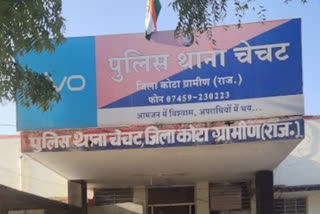 vivo
पुलिस थाना चेचट
जिला कोटा ग्रामीण (राज.)
फोन 07459-230223
आमजन में विश्वास, अपराधियों में भय...
पुलिस थाना चेचट, जिला कोटा ग्रामीण (राज.)